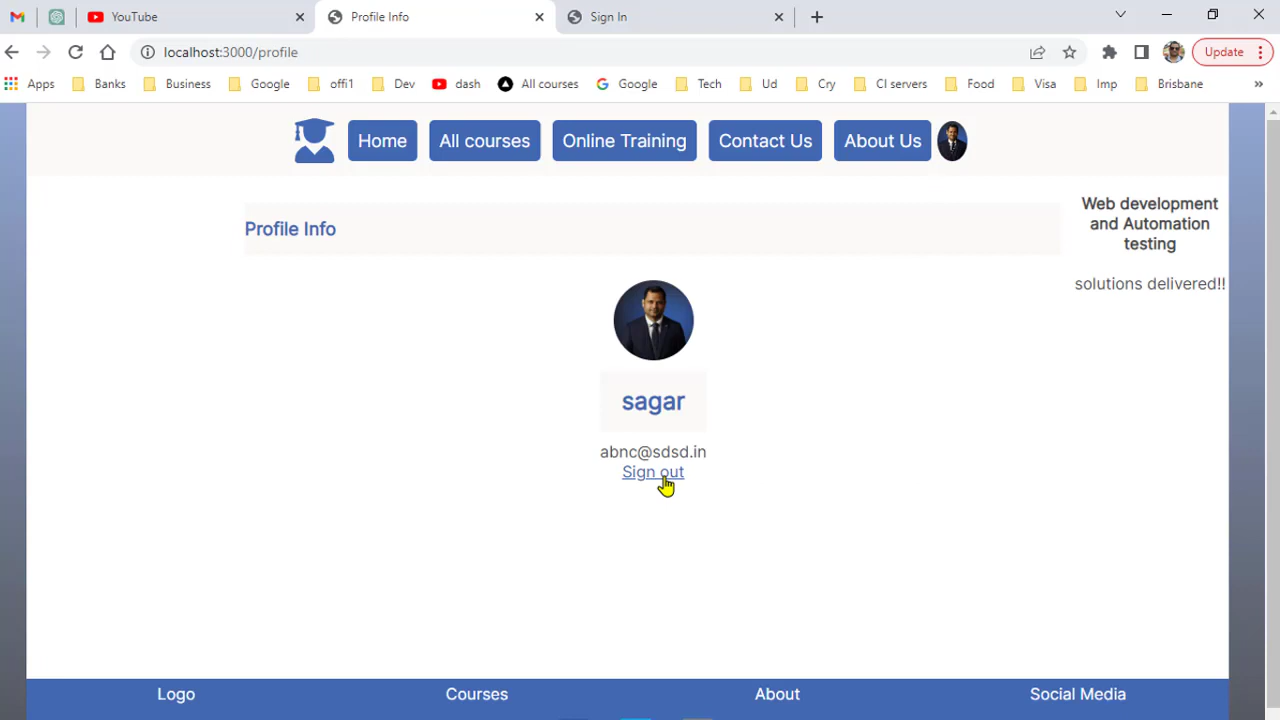 YouTube
Profile Info
Sign In
localhost:3000/profile
Update
Apps
Banks
Business
Google
offi1
Dev
dash
All courses
Google
Tech
Ud
Cry
CI servers
Food
Visa
Imp
Brisbane
»
Home
All courses
Online Training
Contact Us
About Us
Profile Info
Web development
and Automation
testing
solutions delivered!!
sagar
abnc@sdsd.in
Sign out
Logo
Courses
About
Social Media